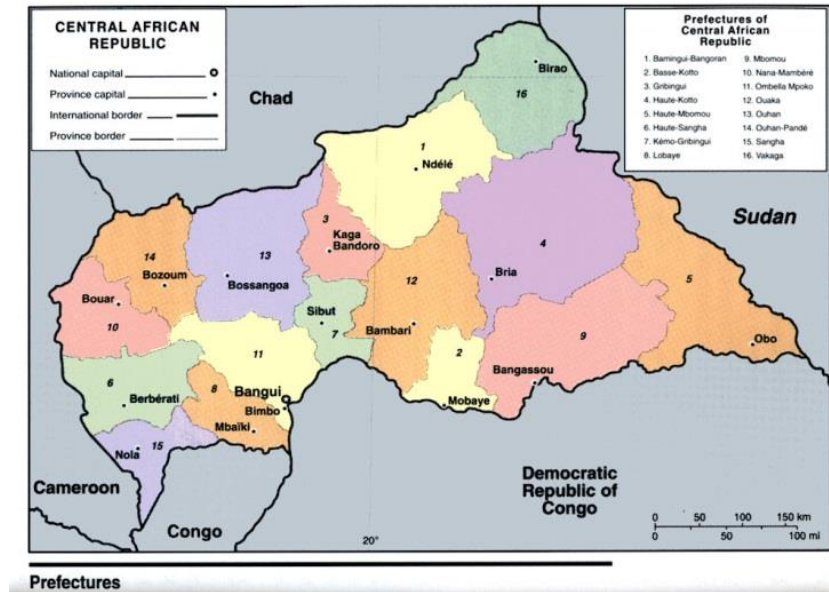 CENTRAL AFRICAN
REPUBLIC
National capital
Province capital
International border
Province border
Prefectures of
Central African
Republic
1. Bamingui-Bangoran
2. Basse-Kotto
3. Gribingui
4. Haute-Kotto
5. Haute-Mbomou
6. Haute-Sangha
7. Kémo-Gribingui
8. Lobaye
9. Mbomou
10. Nana-Mambéré
11. Ombella Mpoko
12. Ouaka
13. Ouhan
14. Ouhan-Pandé
15. Sangha
16. Vakaga
Birao
16
Chad
1
Ndélé
Sudan
3
Kaga
Bandoro
14
Bozoum
13
Bossangoa
4
Bria
5
12
Bouar
10
Sibut
7
Bambari
9
Obo
11
2
6
Berbérati
8
Bangui
Bimbo
Mbaïki
Bangassou
Mobaye
15
Nola
Cameroon
Congo
Democratic
Republic of
Congo
0 50 100 150 km
0 50 100 mi
20°
Prefectures